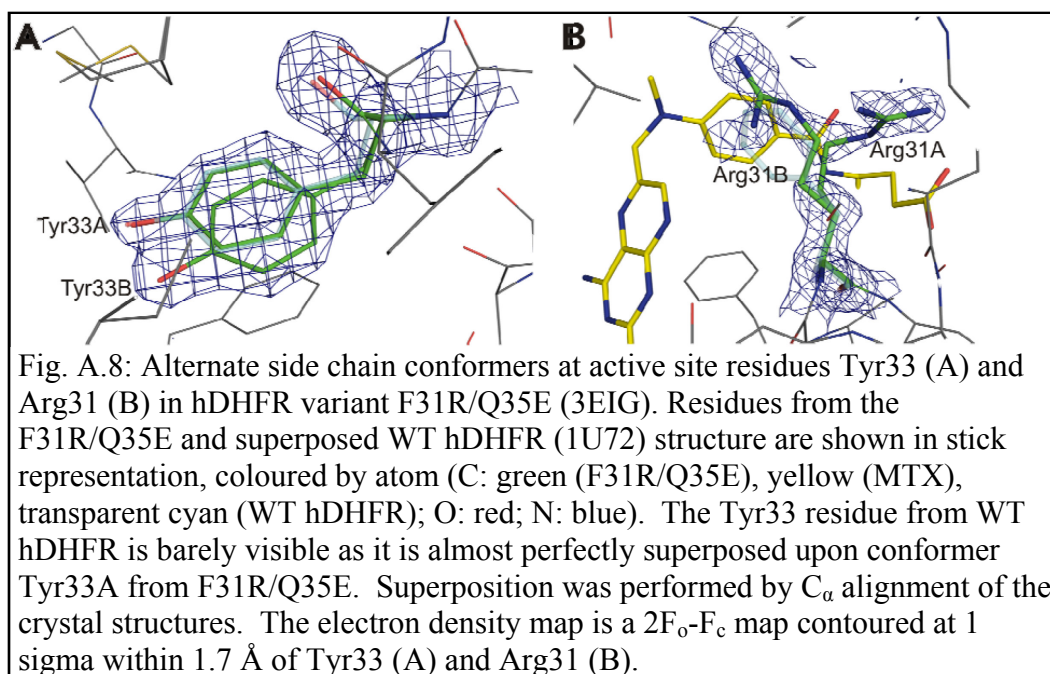 A
B
Arg31A
Arg31B
Tyr33A
Tyr33B
Fig. A.8: Alternate side chain conformers at active site residues Tyr33 (A) and
Arg31 (B) in hDHFR variant F31R/Q35E (3EIG). Residues from the
F31R/Q35E and superposed WT hDHFR (1U72) structure are shown in stick
representation, coloured by atom (C: green (F31R/Q35E), yellow (MTX),
transparent cyan (WT hDHFR); O: red; N: blue).  The Tyr33 residue from WT
hDHFR is barely visible as it is almost perfectly superposed upon conformer
Tyr33A from F31R/Q35E.  Superposition was performed by Cα alignment of the
crystal structures.  The electron density map is a 2Fo-Fc map contoured at 1
sigma within 1.7 Å of Tyr33 (A) and Arg31 (B).